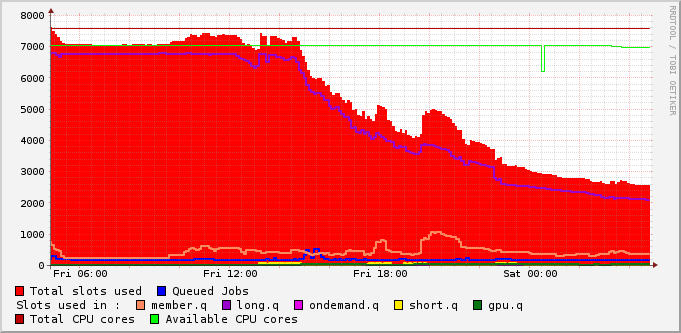 8000
7000
6000
5000
4000
3000
2000
1000
0
Fri 06:00 Fri 12:00 Fri 18:00 Sat 00:00
Total slots used Queued Jobs
Slots used in : member.q long.q ondemand.q short.q gpu.q
Total CPU cores Available CPU cores
RRDTOOL / TOBI OETIKER